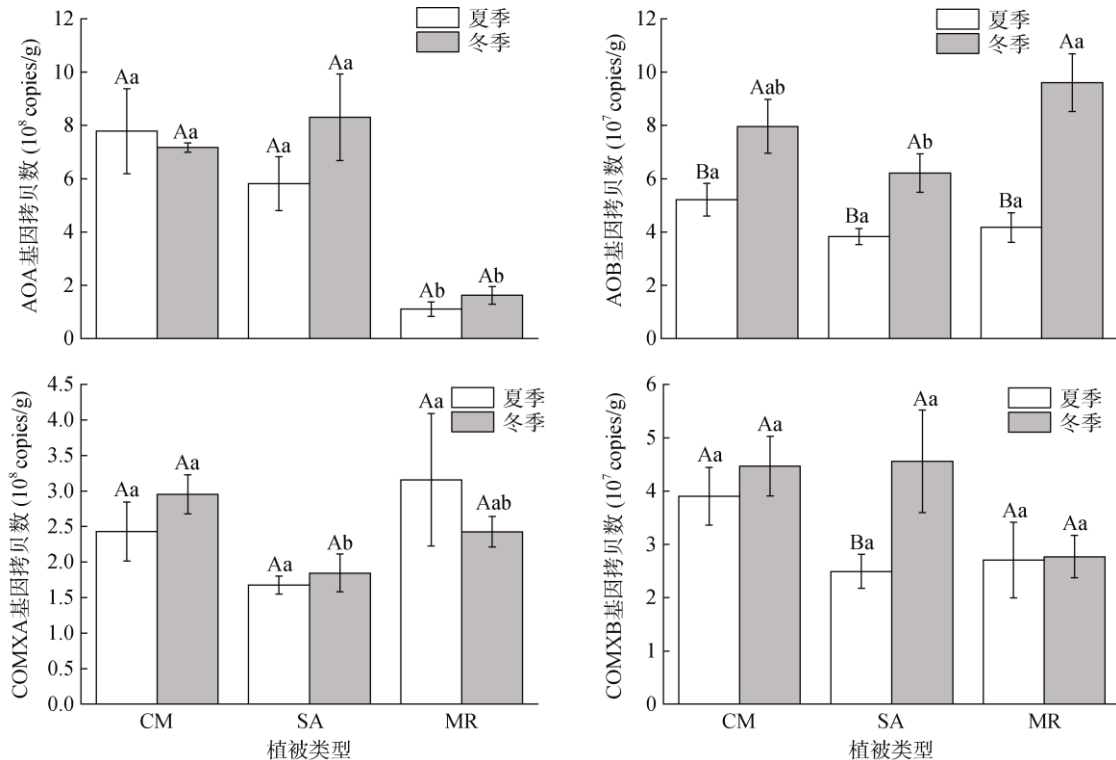 AOA基因拷贝数 (10⁸ copies/g)
12
10
8
6
4
2
0
夏季
冬季
Aa
Aa
Aa
Aa
Ab
Ab
AOB基因拷贝数 (10⁷ copies/g)
12
10
8
6
4
2
0
夏季
冬季
Ba
Aab
Ba
Ab
Ba
Aa
COMXA基因拷贝数 (10⁸ copies/g)
4.5
4.0
3.5
3.0
2.5
2.0
1.5
1.0
0.5
0.0
夏季
冬季
Aa
Aa
Aa
Ab
Aa
Aab
CM SA MR
植被类型
COMXB基因拷贝数 (10⁷ copies/g)
6
5
4
3
2
1
0
夏季
冬季
Aa
Aa
Ba
Aa
Aa
Aa
CM SA MR
植被类型